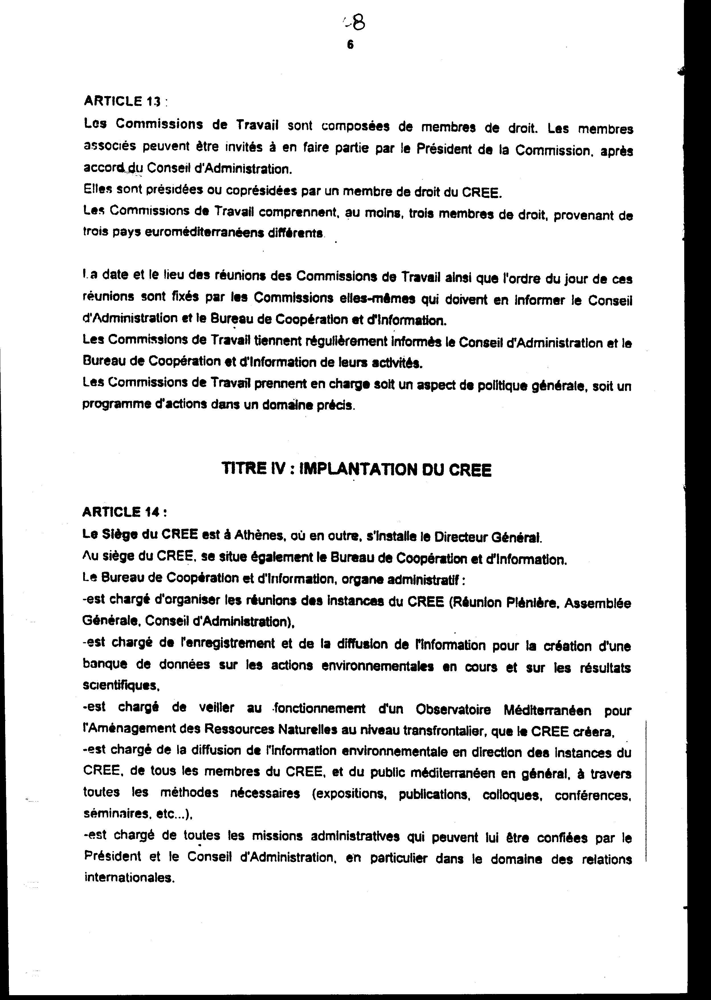 8
6
ARTICLE 13 :
Les Commissions de Travail sont composées de membres de droit. Les membres
associés peuvent être invités à en faire partie par le Président de la Commission, après
accord du Conseil d'Administration.
Elles sont présidées ou coprésidées par un membre de droit du CREE.
Les Commissions de Travail comprennent, au moins, trois membres de droit, provenant de
trois pays euroméditerranéens différents.
La date et le lieu des réunions des Commissions de Travail ainsi que l'ordre du jour de ces
réunions sont fixés par les Commissions elles-mêmes qui doivent en informer le Conseil
d'Administration et le Bureau de Coopération et d'Information.
Les Commissions de Travail tiennent régulièrement informés le Conseil d'Administration et le
Bureau de Coopération et d'Information de leurs activités.
Les Commissions de Travail prennent en charge soit un aspect de politique générale, soit un
programme d'actions dans un domaine précis.
TITRE IV : IMPLANTATION DU CREE
ARTICLE 14 :
Le Siège du CREE est à Athènes, où en outre, s'installe le Directeur Général.
Au siège du CREE, se situe également le Bureau de Coopération et d'Information.
Le Bureau de Coopération et d'Information, organe administratif :
-est chargé d'organiser les réunions des instances du CREE (Réunion Plénière, Assemblée
Générale, Conseil d'Administration),
-est chargé de l'enregistrement et de la diffusion de l'Information pour la création d'une
banque de données sur les actions environnementales en cours et sur les résultats
scientifiques,
-est chargé de veiller au fonctionnement d'un Observatoire Méditerranéen pour
l'Aménagement des Ressources Naturelles au niveau transfrontalier, que le CREE créera,
-est chargé de la diffusion de l'Information environnementale en direction des instances du
CREE, de tous les membres du CREE, et du public méditerranéen en général, à travers
toutes les méthodes nécessaires (expositions, publications, colloques, conférences,
séminaires, etc...),
-est chargé de toutes les missions administratives qui peuvent lui être confiées par le
Président et le Conseil d'Administration, en particulier dans le domaine des relations
internationales.